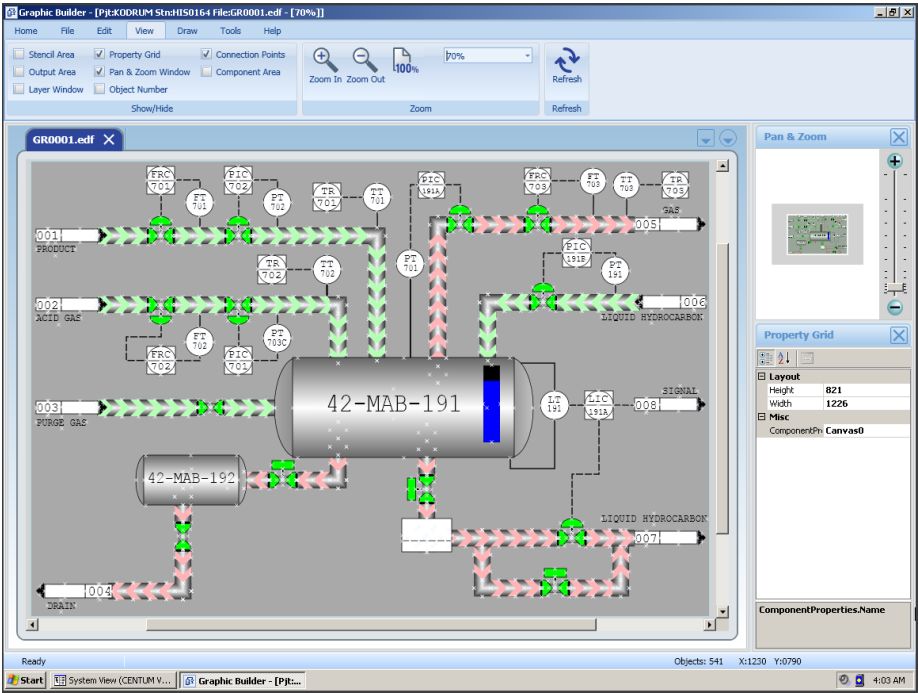 Graphic Builder - [Pjt:KODRUM Stn:HIS0164 File:GR0001.edf - [70%]]
Home File Edit View Draw Tools Help
Stencil Area Property Grid Connection Points
Output Area Pan & Zoom Window Component Area
Layer Window Object Number
Show/Hide
Zoom In Zoom Out 100%
70%
Zoom
Refresh
Refresh
GR0001.edf
Pan & Zoom
FRC 701
FT 701
PIC 702
PT 702
TR 701
TT 701
PIC 191A
FRC 703
FT 703
TT 703
TR 703
001
PRODUCT
GAS
005
TR 702
TT 702
PT 701
PIC 191B
PT 191
002
ACID GAS
006
LIQUID HYDROCARBON
FRC 702
FT 702
PIC 701
PT 703C
003
PURGE GAS
42-MAB-191
LT 191
LIC 191A
SIGNAL
008
42-MAB-192
LIQUID HYDROCARBON
007
004
DRAIN
Property Grid
Layout
Height 821
Width 1226
Misc
ComponentPr Canvas0
ComponentProperties.Name
Ready
Objects: 541 X:1230 Y:0790
Start
System View (CENTUM V...
Graphic Builder - [Pjt:...
4:03 AM